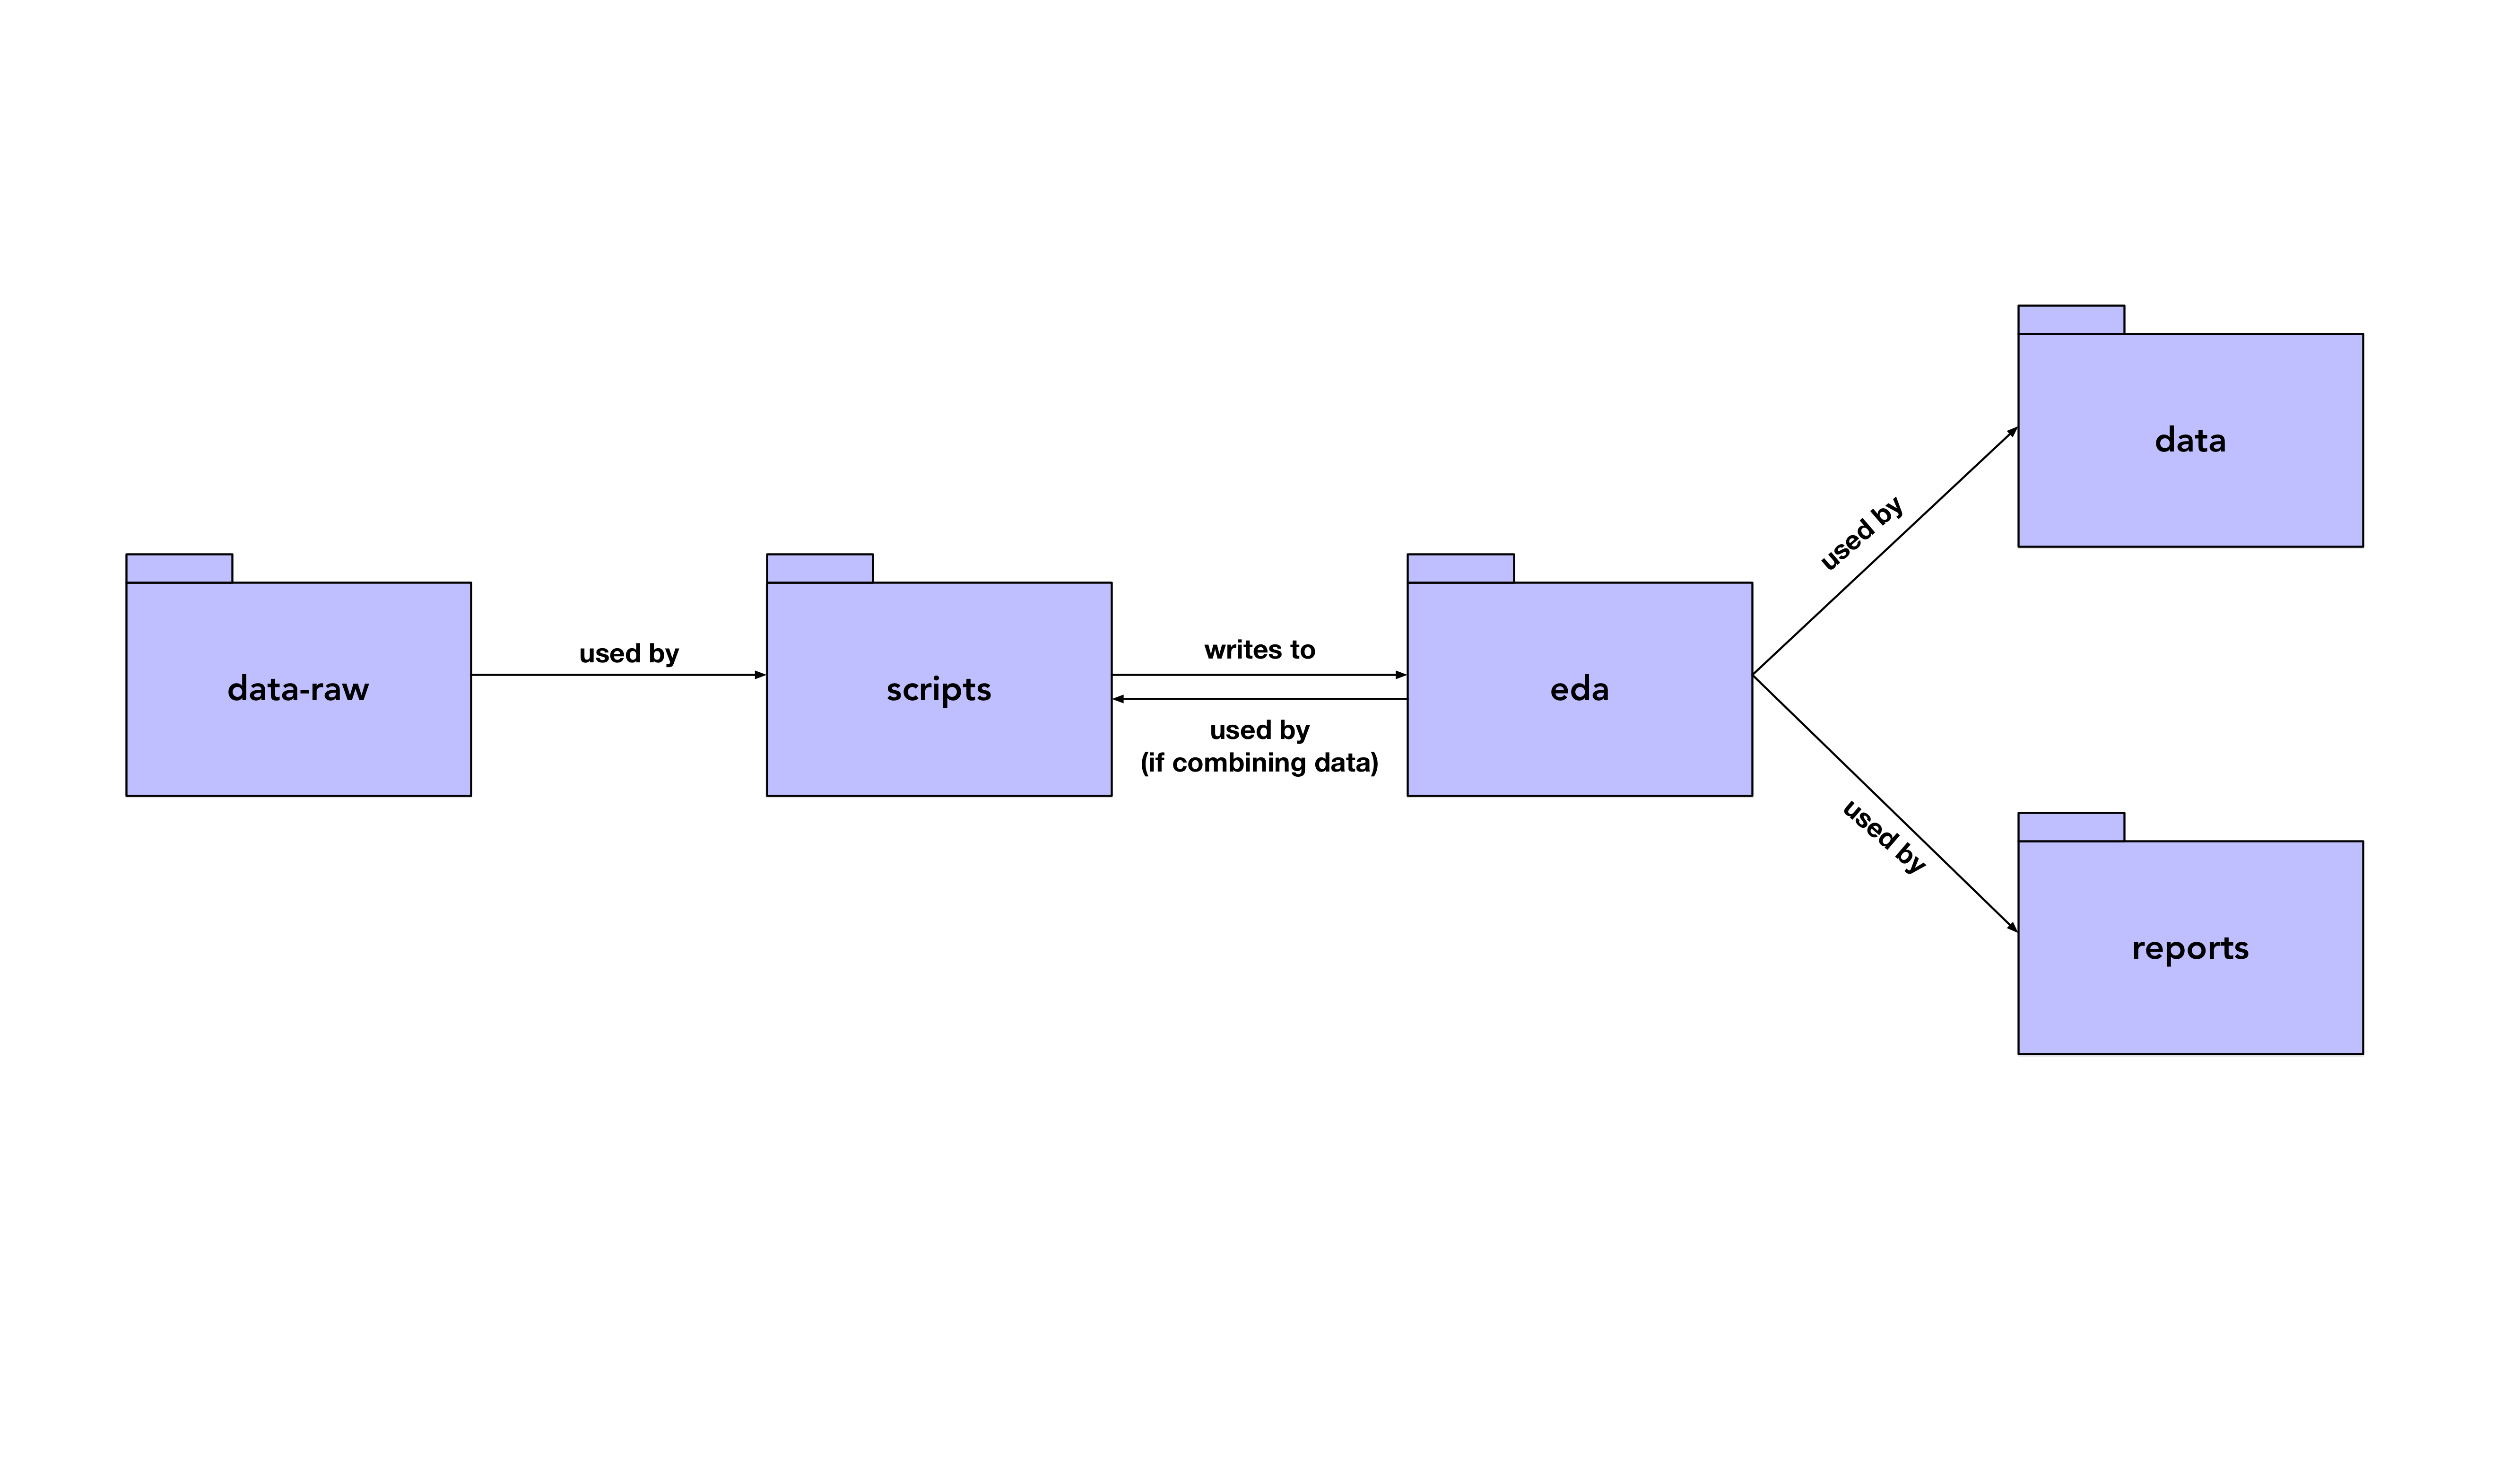 data-raw
used by
scripts
writes to
used by
(if combining data)
eda
used by
data
used by
reports